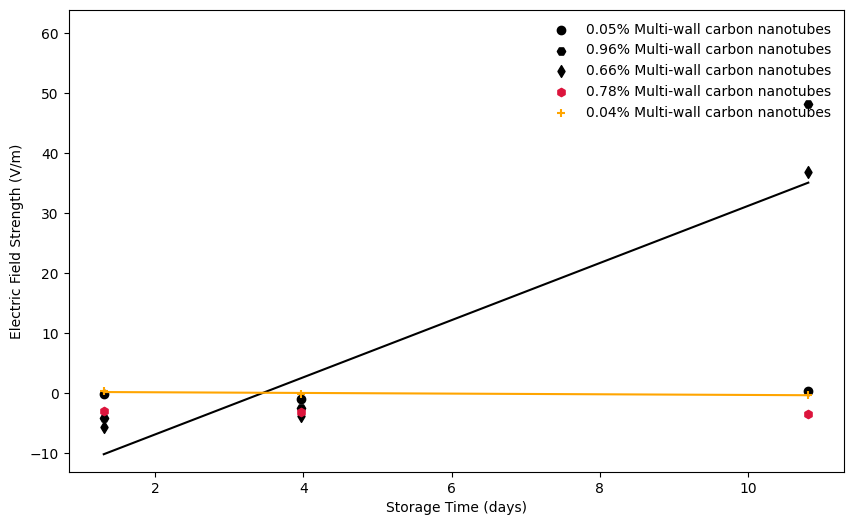 60
50
40
30
20
10
0
−10
2
4
6
8
10
Electric Field Strength (V/m)
Storage Time (days)
0.05% Multi-wall carbon nanotubes
0.96% Multi-wall carbon nanotubes
0.66% Multi-wall carbon nanotubes
0.78% Multi-wall carbon nanotubes
0.04% Multi-wall carbon nanotubes